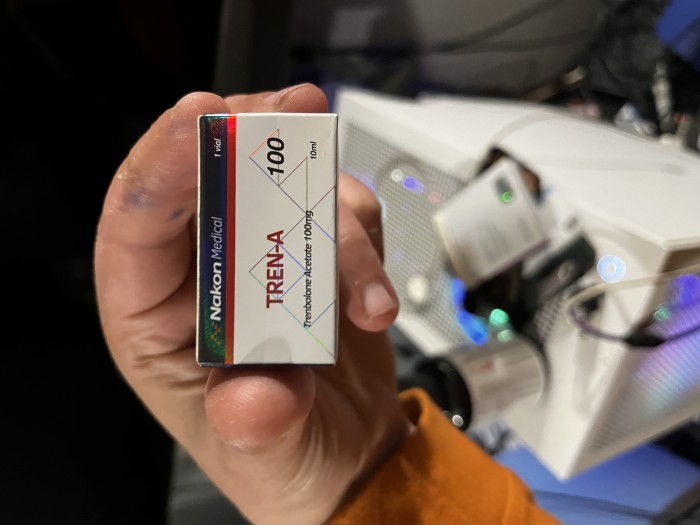 Nakon Medical
1 vial
TREN-A
100
Trenbolone Acetate 100mg
10ml